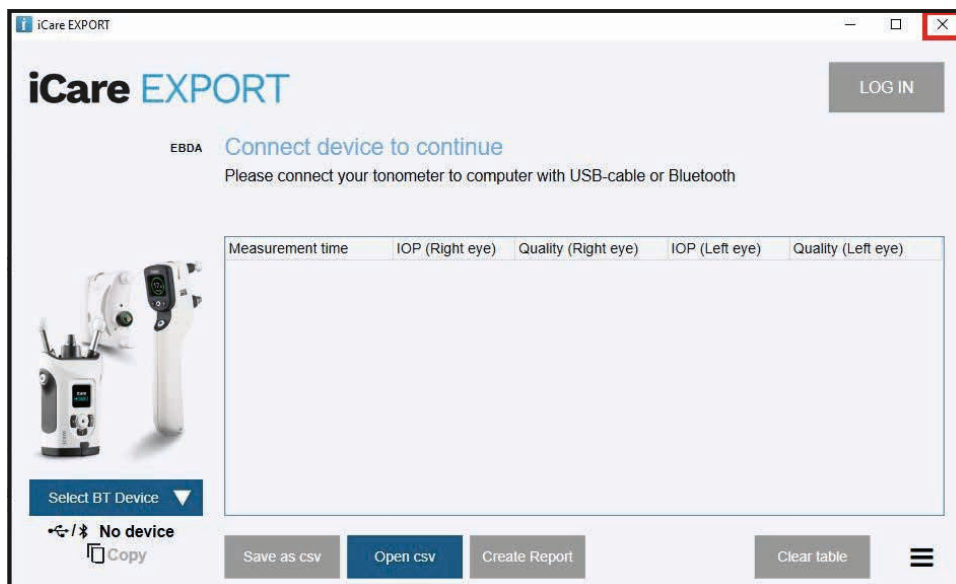 iCare EXPORT
iCare EXPORT
LOG IN
EBDA
Connect device to continue
Please connect your tonometer to computer with USB-cable or Bluetooth
Measurement time IOP (Right eye) Quality (Right eye) IOP (Left eye) Quality (Left eye)
Select BT Device
/ No device
Copy
Save as csv Open csv Create Report Clear table